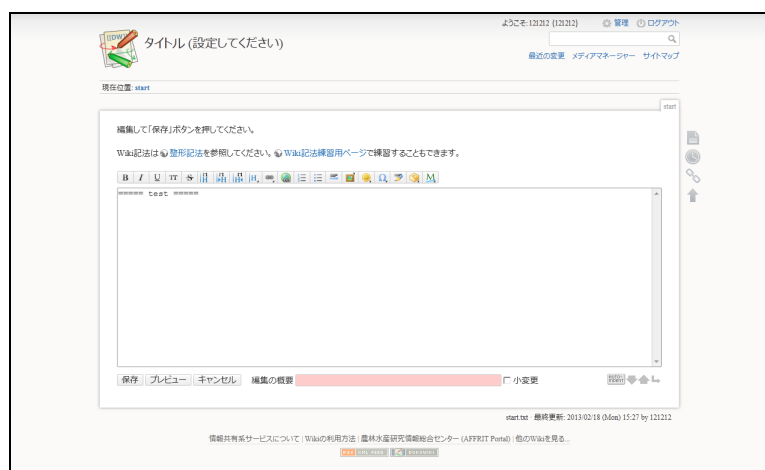 ようこそ: 121212 (121212) 管理 ログアウト
タイトル (設定してください)
最近の変更 メディアマネージャー サイトマップ
現在位置: start
start
編集して「保存」ボタンを押してください。
Wiki記法は 整形記法を参照してください。 Wiki記法練習用ページで練習することもできます。
B I U TT S
===== test =====
保存 プレビュー キャンセル 編集の概要 小変更
start.txt · 最終更新: 2013/02/18 (Mon) 15:27 by 121212
情報共有系サービスについて | Wikiの利用方法 | 農林水産研究情報総合センター (AFFRIT Portal) | 他のWikiを見る...